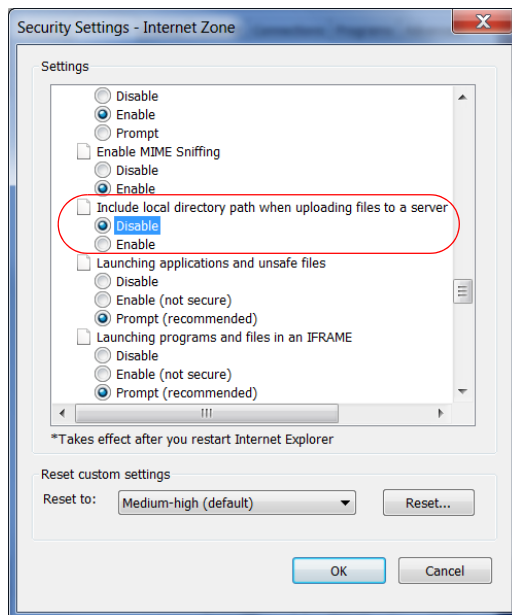 Security Settings - Internet Zone
Settings
Disable
Enable
Prompt
Enable MIME Sniffing
Disable
Enable
Include local directory path when uploading files to a server
Disable
Enable
Launching applications and unsafe files
Disable
Enable (not secure)
Prompt (recommended)
Launching programs and files in an IFRAME
Disable
Enable (not secure)
Prompt (recommended)
*Takes effect after you restart Internet Explorer
Reset custom settings
Reset to:
Medium-high (default)
Reset...
OK
Cancel